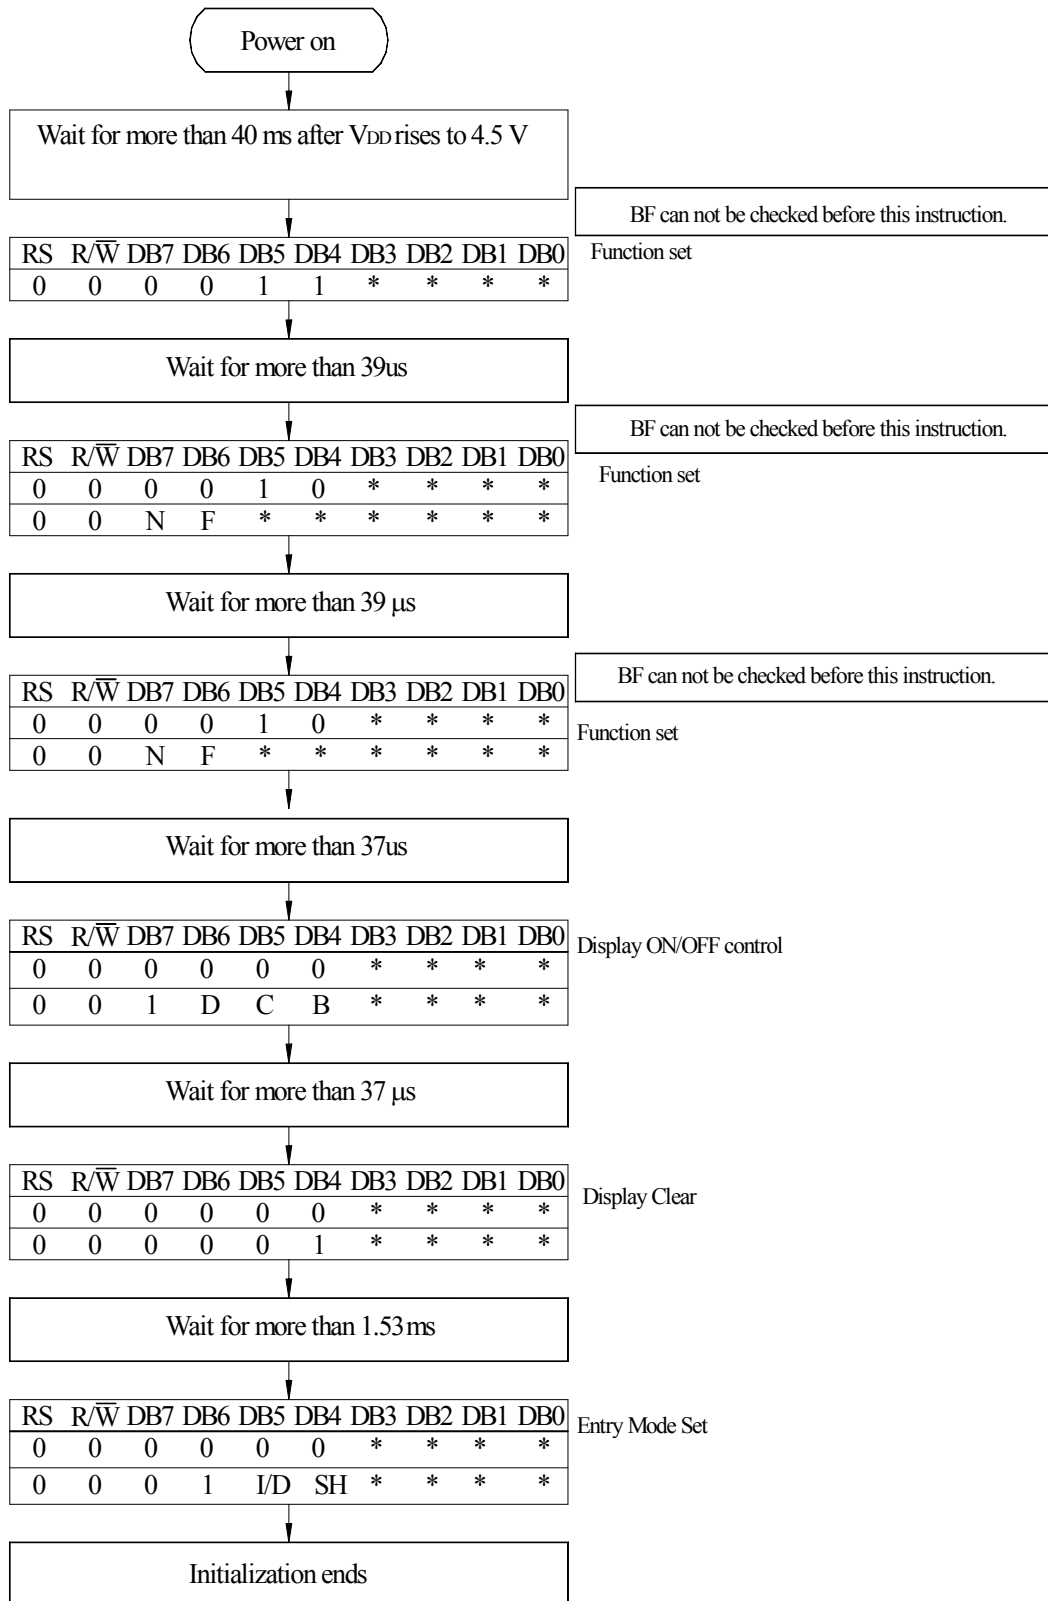 Power on
Wait for more than 40 ms after VDD rises to 4.5 V
BF can not be checked before this instruction.
RS R/W̅ DB7 DB6 DB5 DB4 DB3 DB2 DB1 DB0
Function set
0 0 0 0 1 1 * * * *
Wait for more than 39us
BF can not be checked before this instruction.
RS R/W̅ DB7 DB6 DB5 DB4 DB3 DB2 DB1 DB0
Function set
0 0 0 0 1 0 * * * *
0 0 N F * * * * * *
Wait for more than 39 μs
BF can not be checked before this instruction.
RS R/W̅ DB7 DB6 DB5 DB4 DB3 DB2 DB1 DB0
0 0 0 0 1 0 * * * *
Function set
0 0 N F * * * * * *
Wait for more than 37us
RS R/W̅ DB7 DB6 DB5 DB4 DB3 DB2 DB1 DB0
Display ON/OFF control
0 0 0 0 0 0 * * * *
0 0 1 D C B * * * *
Wait for more than 37 μs
RS R/W̅ DB7 DB6 DB5 DB4 DB3 DB2 DB1 DB0
Display Clear
0 0 0 0 0 0 * * * *
0 0 0 0 0 1 * * * *
Wait for more than 1.53ms
RS R/W̅ DB7 DB6 DB5 DB4 DB3 DB2 DB1 DB0
Entry Mode Set
0 0 0 0 0 0 * * * *
0 0 0 1 I/D SH * * * *
Initialization ends